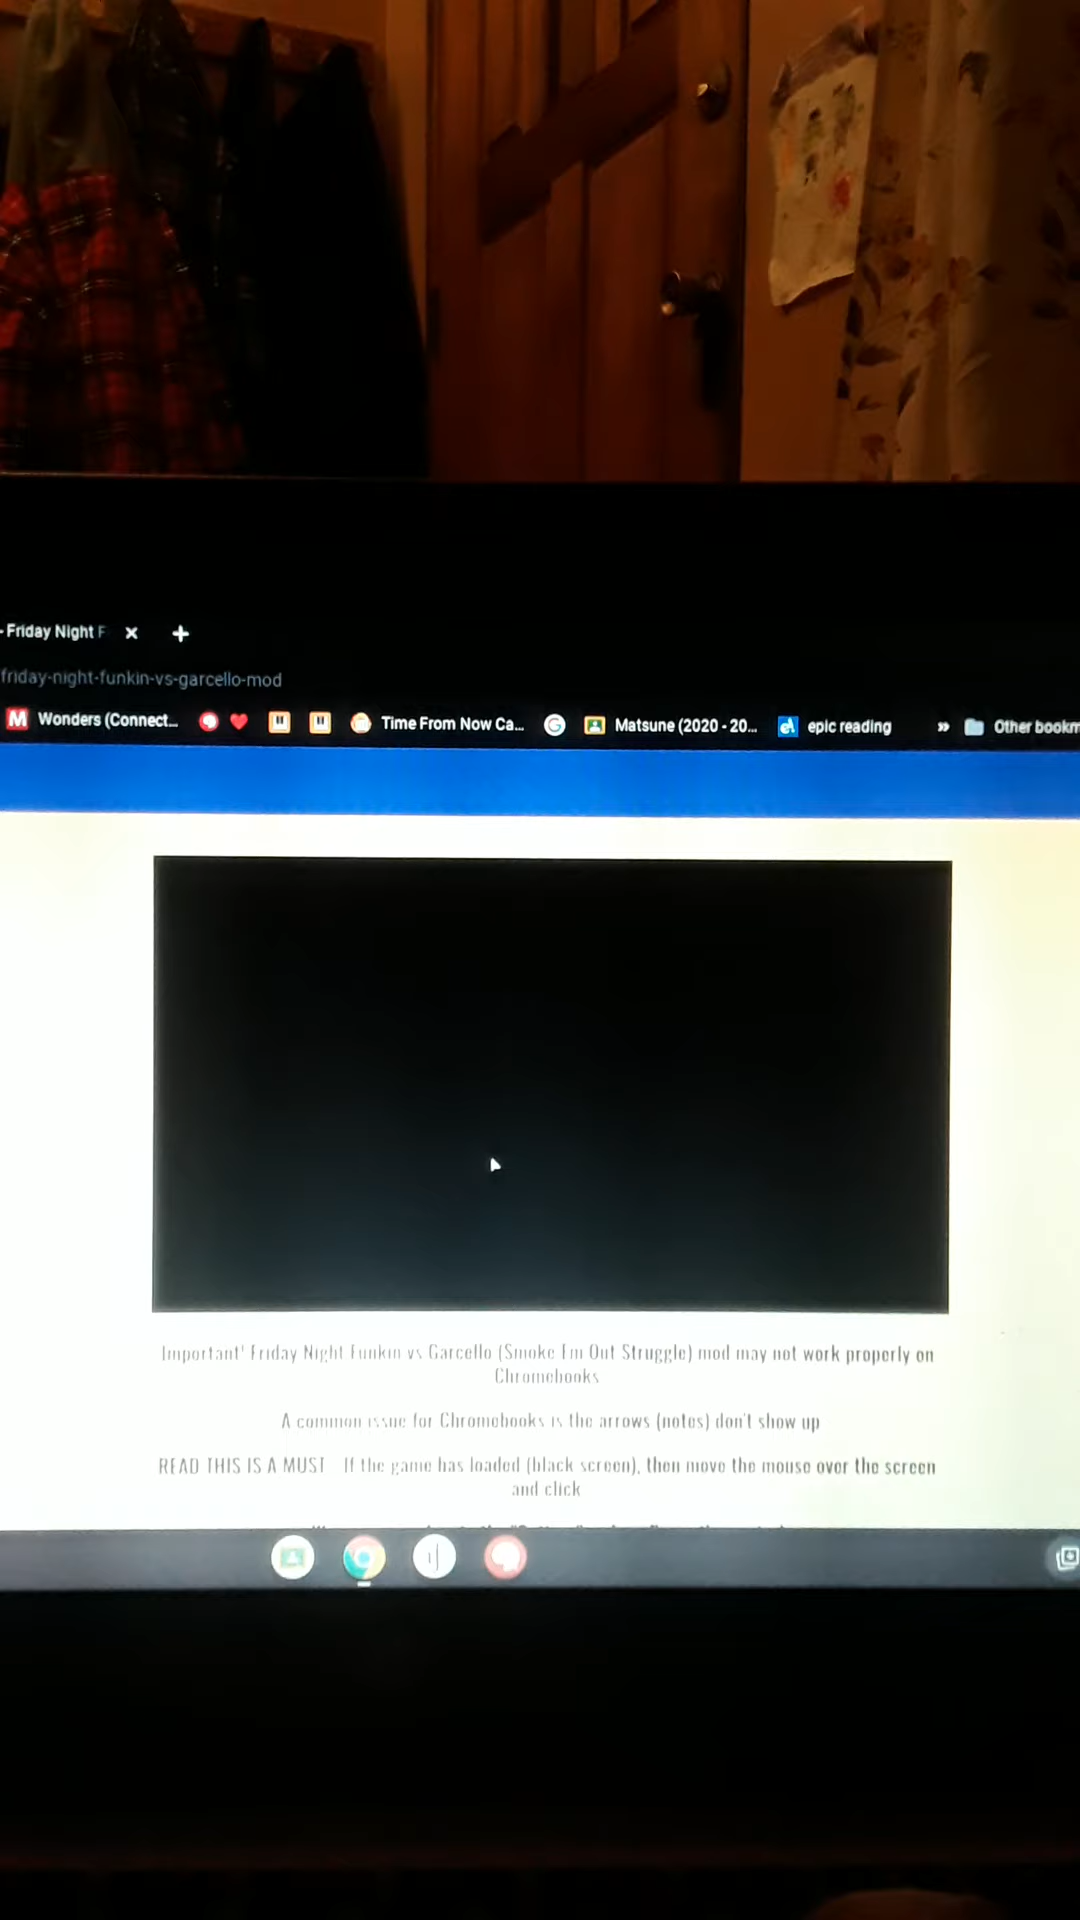 - Friday Night F
friday-night-funkin-vs-garcello-mod
M Wonders (Connect... Time From Now Ca... G Matsune (2020 - 20... e! epic reading » Other bookm
Important! Friday Night Funkin vs Garcello (Smoke Em Out Struggle) mod may not work properly on
Chromebooks
A common issue for Chromebooks is the arrows (notes) don't show up
READ THIS IS A MUST If the game has loaded (black screen), then move the mouse over the screen
and click